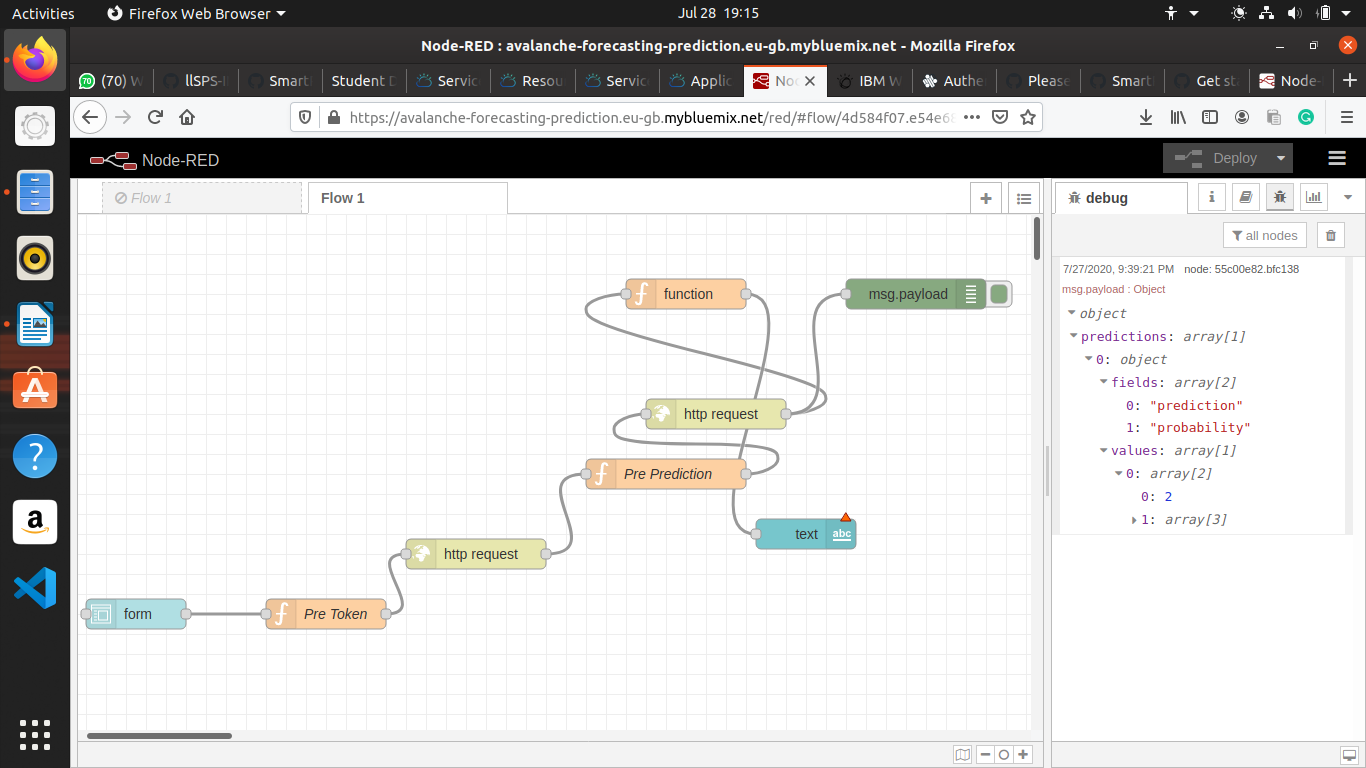 Activities
Firefox Web Browser
Jul 28 19:15
Node-RED : avalanche-forecasting-prediction.eu-gb.mybluemix.net - Mozilla Firefox
(70) W
llSPS-I
Smart
Student D
Servic
Resou
Servic
Applic
No
IBM W
Authe
Please
Smart
Get st
Node-
https://avalanche-forecasting-prediction.eu-gb.mybluemix.net/red/#flow/4d584f07.e54e68
Node-RED
Deploy
Flow 1
Flow 1
debug
all nodes
function
msg.payload
http request
Pre Prediction
text
abc
http request
form
Pre Token
7/27/2020, 9:39:21 PM node: 55c00e82.bfc138
msg.payload : Object
object
predictions: array[1]
0: object
fields: array[2]
0: "prediction"
1: "probability"
values: array[1]
0: array[2]
0: 2
1: array[3]